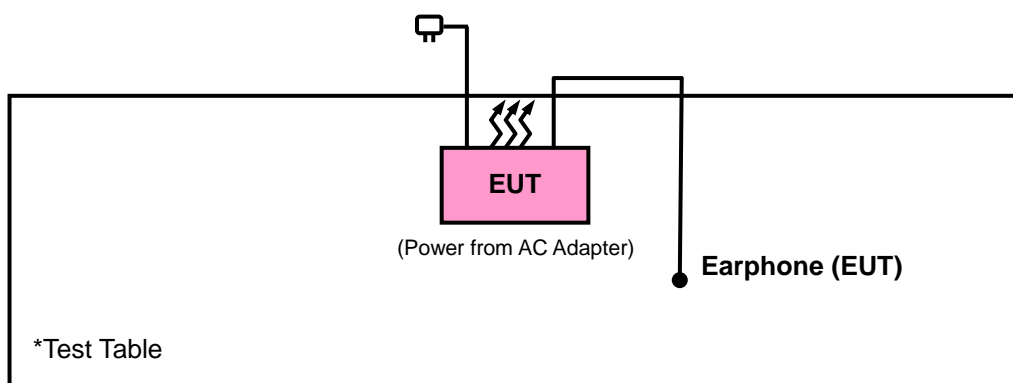 EUT
(Power from AC Adapter)
Earphone (EUT)
*Test Table